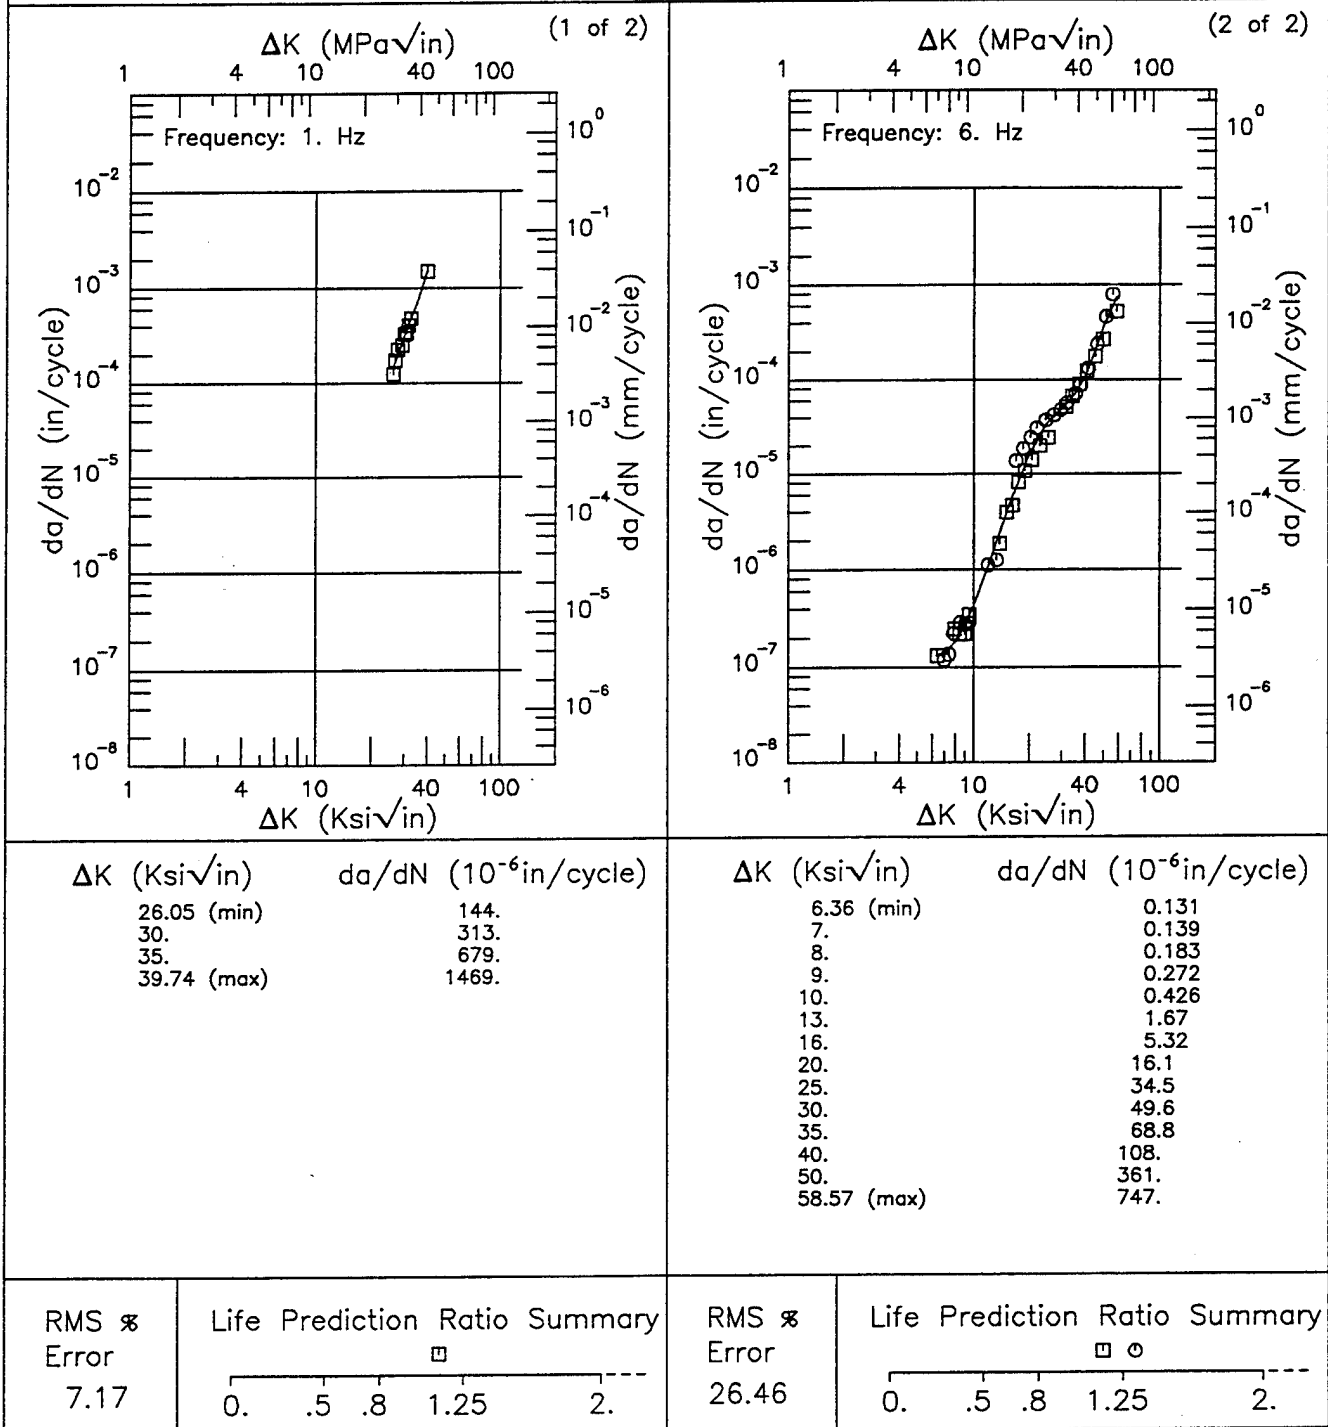 (1 of 2)
ΔK (MPa√in)
1 4 10 40 100
Frequency: 1. Hz
10⁰
10⁻²
10⁻¹
10⁻³
10⁻²
10⁻⁴
10⁻³
10⁻⁵
10⁻⁴
10⁻⁶
10⁻⁵
10⁻⁷
10⁻⁶
10⁻⁸
da/dN (in/cycle)
da/dN (mm/cycle)
1 4 10 40 100
ΔK (Ksi√in)
(2 of 2)
ΔK (MPa√in)
1 4 10 40 100
Frequency: 6. Hz
10⁰
10⁻²
10⁻¹
10⁻³
10⁻²
10⁻⁴
10⁻³
10⁻⁵
10⁻⁴
10⁻⁶
10⁻⁵
10⁻⁷
10⁻⁶
10⁻⁸
da/dN (in/cycle)
da/dN (mm/cycle)
1 4 10 40 100
ΔK (Ksi√in)
ΔK (Ksi√in) da/dN (10⁻⁶in/cycle)
26.05 (min) 144.
30. 313.
35. 679.
39.74 (max) 1469.
ΔK (Ksi√in) da/dN (10⁻⁶in/cycle)
6.36 (min) 0.131
7. 0.139
8. 0.183
9. 0.272
10. 0.426
13. 1.67
16. 5.32
20. 16.1
25. 34.5
30. 49.6
35. 68.8
40. 108.
50. 361.
58.57 (max) 747.
RMS %
Error
7.17
Life Prediction Ratio Summary
0. .5 .8 1.25 2.
RMS %
Error
26.46
Life Prediction Ratio Summary
0. .5 .8 1.25 2.